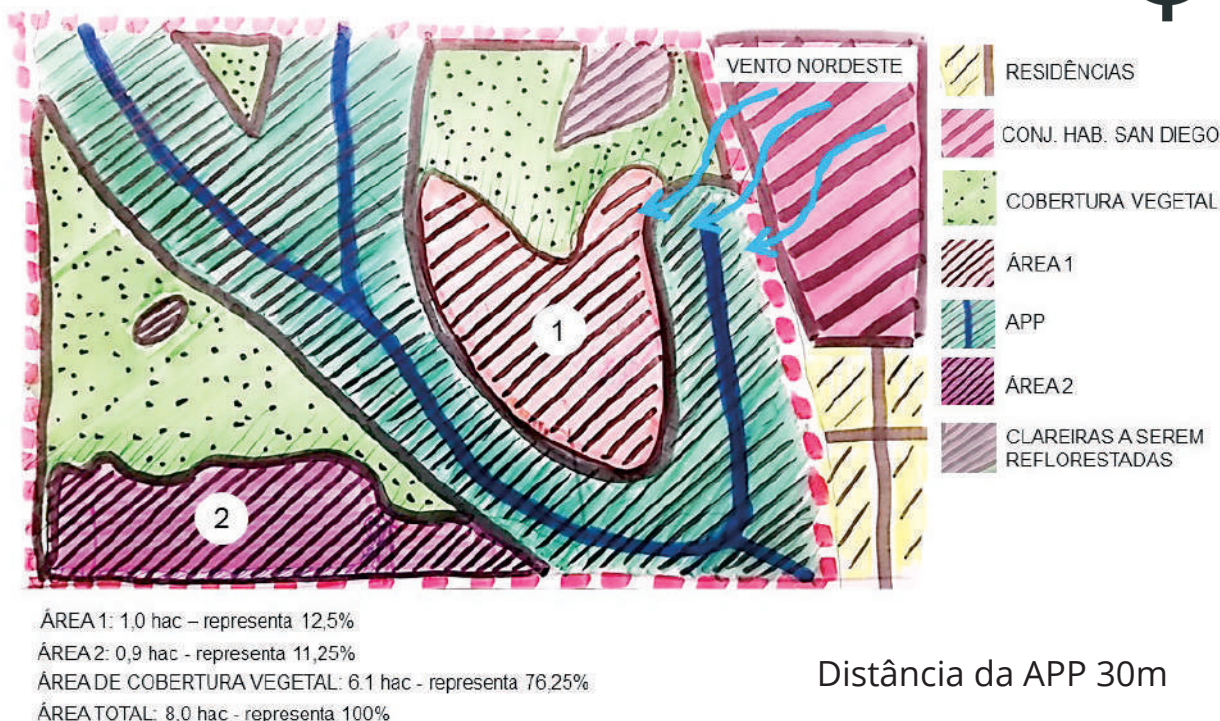 VENTO NORDESTE
RESIDÊNCIAS
CONJ. HAB. SAN DIEGO
COBERTURA VEGETAL
ÁREA 1
APP
ÁREA 2
CLAREIRAS A SEREM
REFLORESTADAS
1
2
ÁREA 1: 1,0 hac – representa 12,5%
ÁREA 2: 0,9 hac - representa 11,25%
ÁREA DE COBERTURA VEGETAL: 6.1 hac - representa 76,25%
ÁREA TOTAL: 8.0 hac - representa 100%
Distância da APP 30m